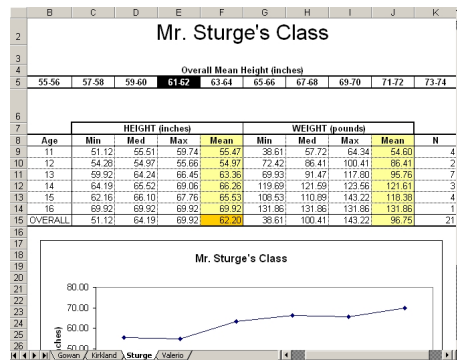 B C D E F G H I J K
2 Mr. Sturge's Class
3
4 Overall Mean Height (inches)
5 55-56 57-58 59-60 61-62 63-64 65-66 67-68 69-70 71-72 73-74
6
7 HEIGHT (inches) WEIGHT (pounds)
8 Age Min Med Max Mean Min Med Max Mean N
9 11 51.12 55.51 59.74 55.47 38.61 57.72 64.34 54.60 4
10 12 54.28 54.97 55.66 54.97 72.42 86.41 100.41 86.41 2
11 13 59.92 64.24 66.45 63.36 69.93 91.47 117.80 95.76 7
12 14 64.19 65.52 69.06 66.26 119.69 121.59 123.56 121.61 3
13 15 62.16 66.10 67.76 65.53 108.53 110.89 143.22 118.38 4
14 16 69.92 69.92 69.92 69.92 131.86 131.86 131.86 131.86 1
15 OVERALL 51.12 64.19 69.92 62.20 38.61 100.41 143.22 96.75 21
16
17
18 Mr. Sturge's Class
19
20
21 80.00
22
23 70.00
24
25 60.00
26 50.00
ches)
Gowan Kirkland Sturge Valerio